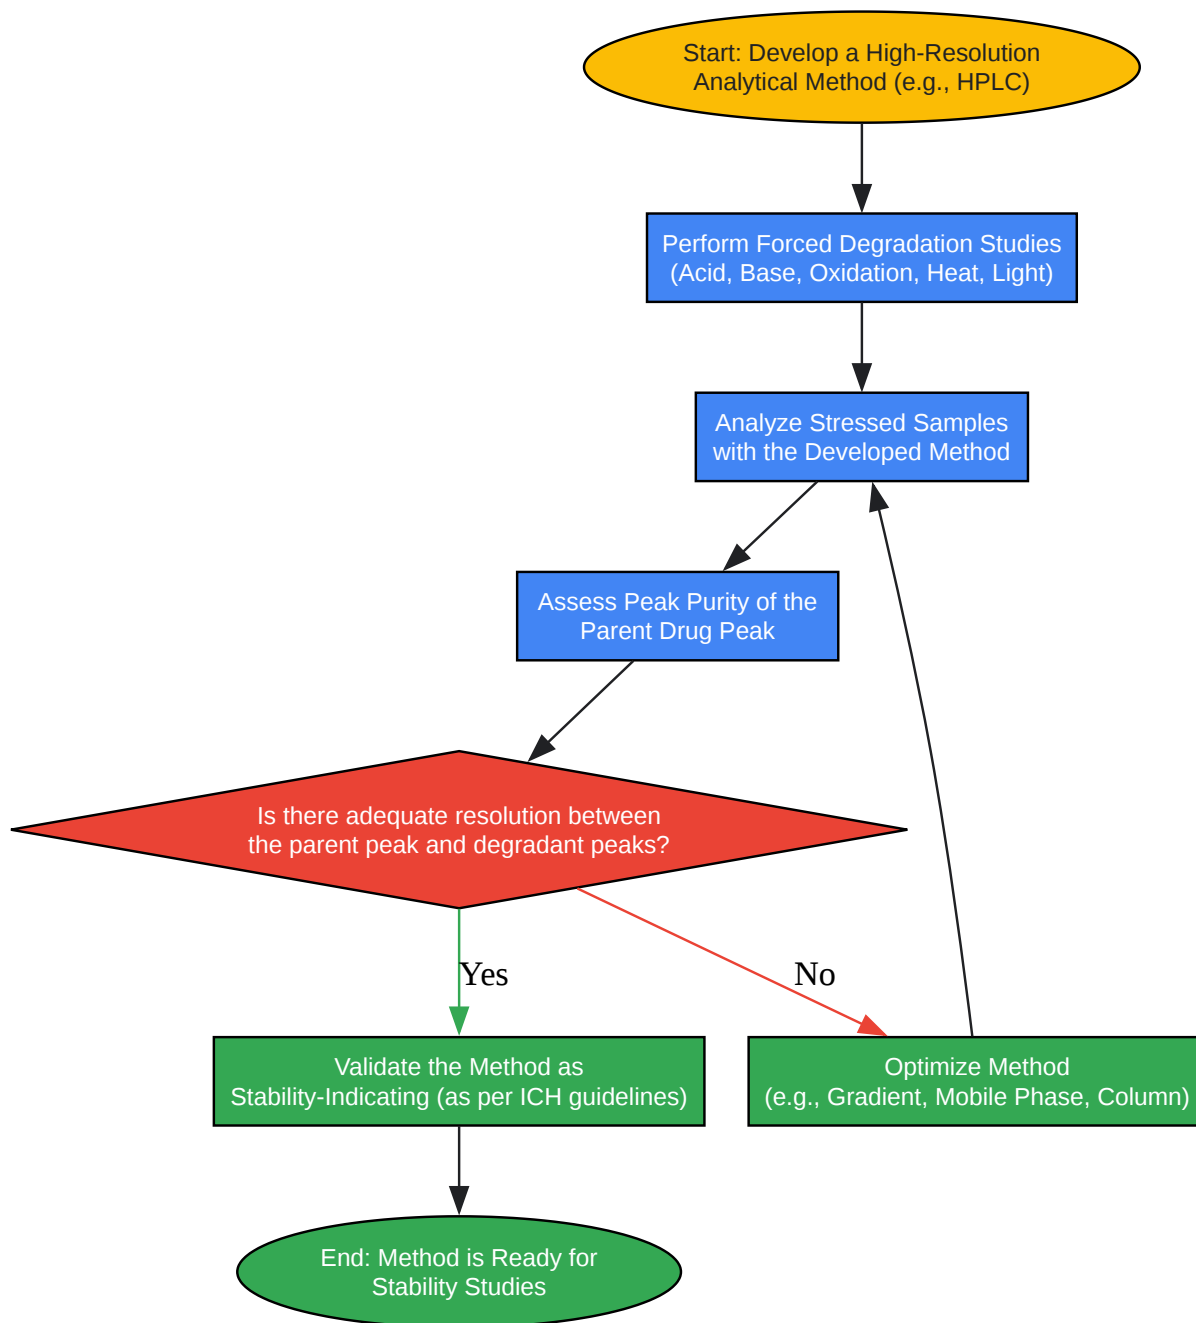 Start: Develop a High-Resolution
Analytical Method (e.g., HPLC)
Perform Forced Degradation Studies
(Acid, Base, Oxidation, Heat, Light)
Analyze Stressed Samples
with the Developed Method
Assess Peak Purity of the
Parent Drug Peak
Is there adequate resolution between
the parent peak and degradant peaks?
Yes
No
Validate the Method as
Stability-Indicating (as per ICH guidelines)
Optimize Method
(e.g., Gradient, Mobile Phase, Column)
End: Method is Ready for
Stability Studies